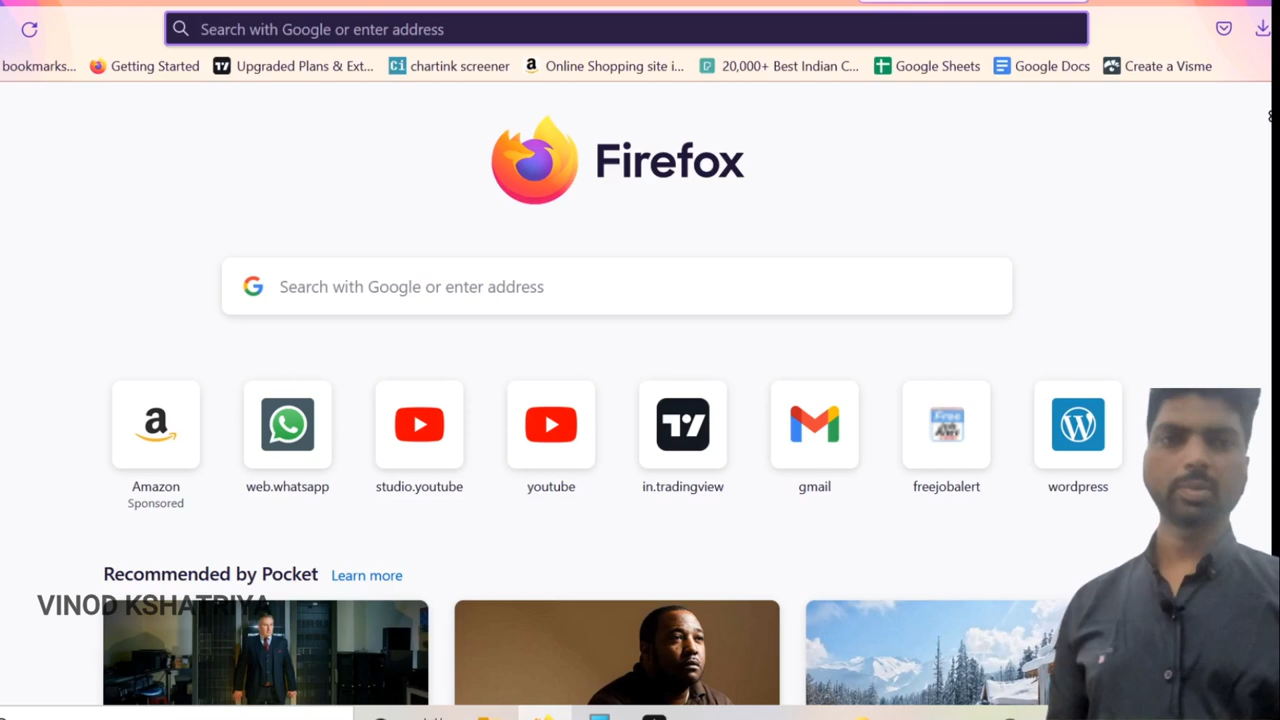 Search with Google or enter address
bookmarks... Getting Started Upgraded Plans & Ext... Ci chartink screener Online Shopping site i... 20,000+ Best Indian C... Google Sheets Google Docs Create a Visme
Firefox
Search with Google or enter address
Amazon web.whatsapp studio.youtube youtube in.tradingview gmail freejobalert wordpress
Sponsored
Recommended by Pocket Learn more
VINOD KSHATRIYA